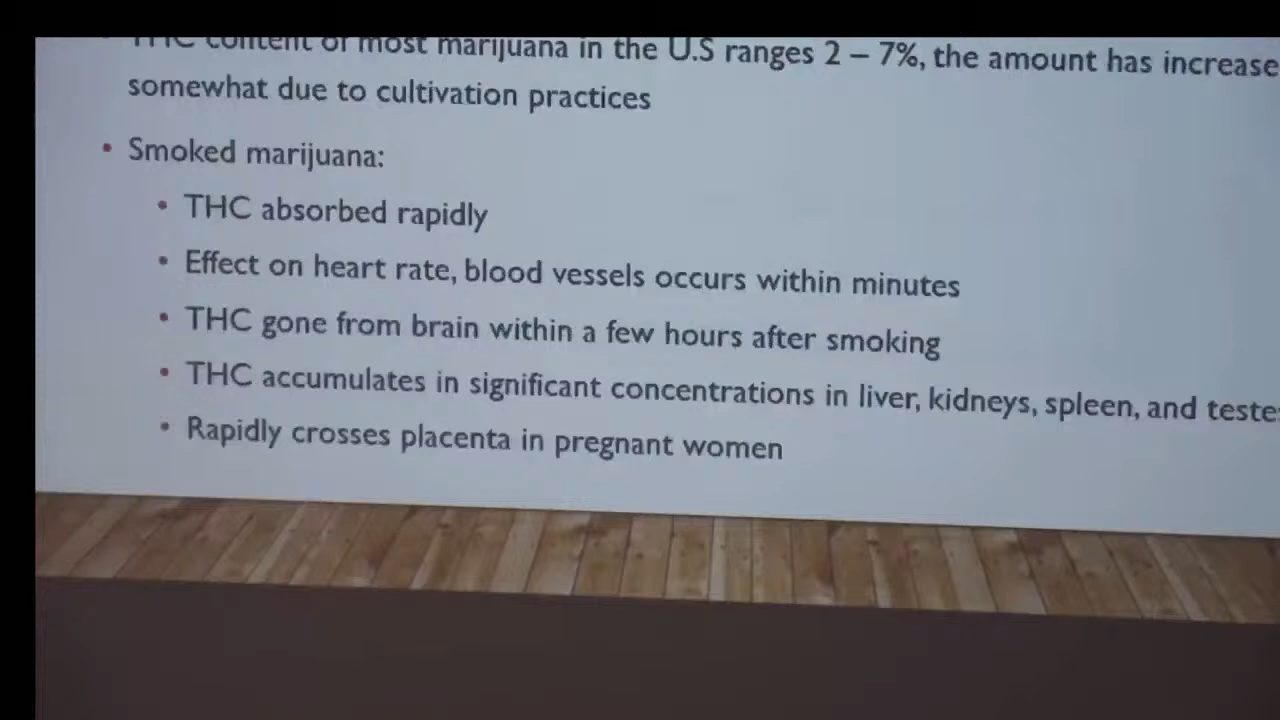 THC content of most marijuana in the U.S ranges 2 – 7%, the amount has increase
somewhat due to cultivation practices
• Smoked marijuana:
• THC absorbed rapidly
• Effect on heart rate, blood vessels occurs within minutes
• THC gone from brain within a few hours after smoking
• THC accumulates in significant concentrations in liver, kidneys, spleen, and teste
• Rapidly crosses placenta in pregnant women